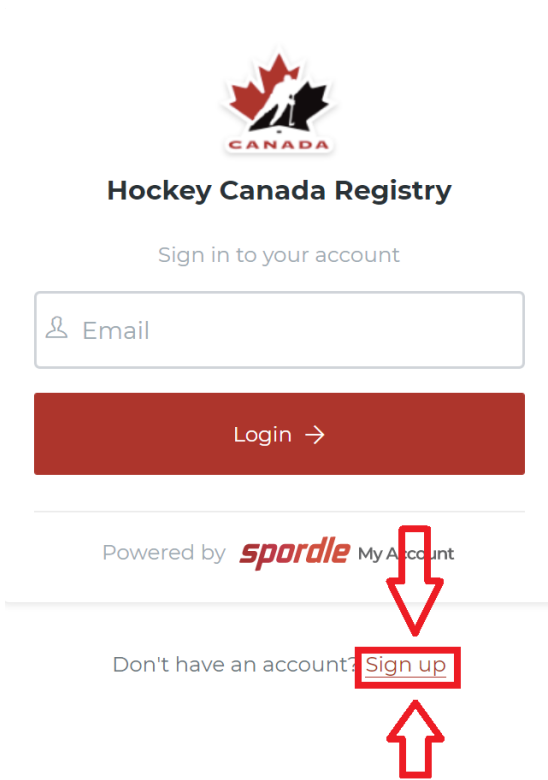 CANADA
Hockey Canada Registry
Sign in to your account
Email
Login →
Powered by spordle My Account
Don't have an account? Sign up